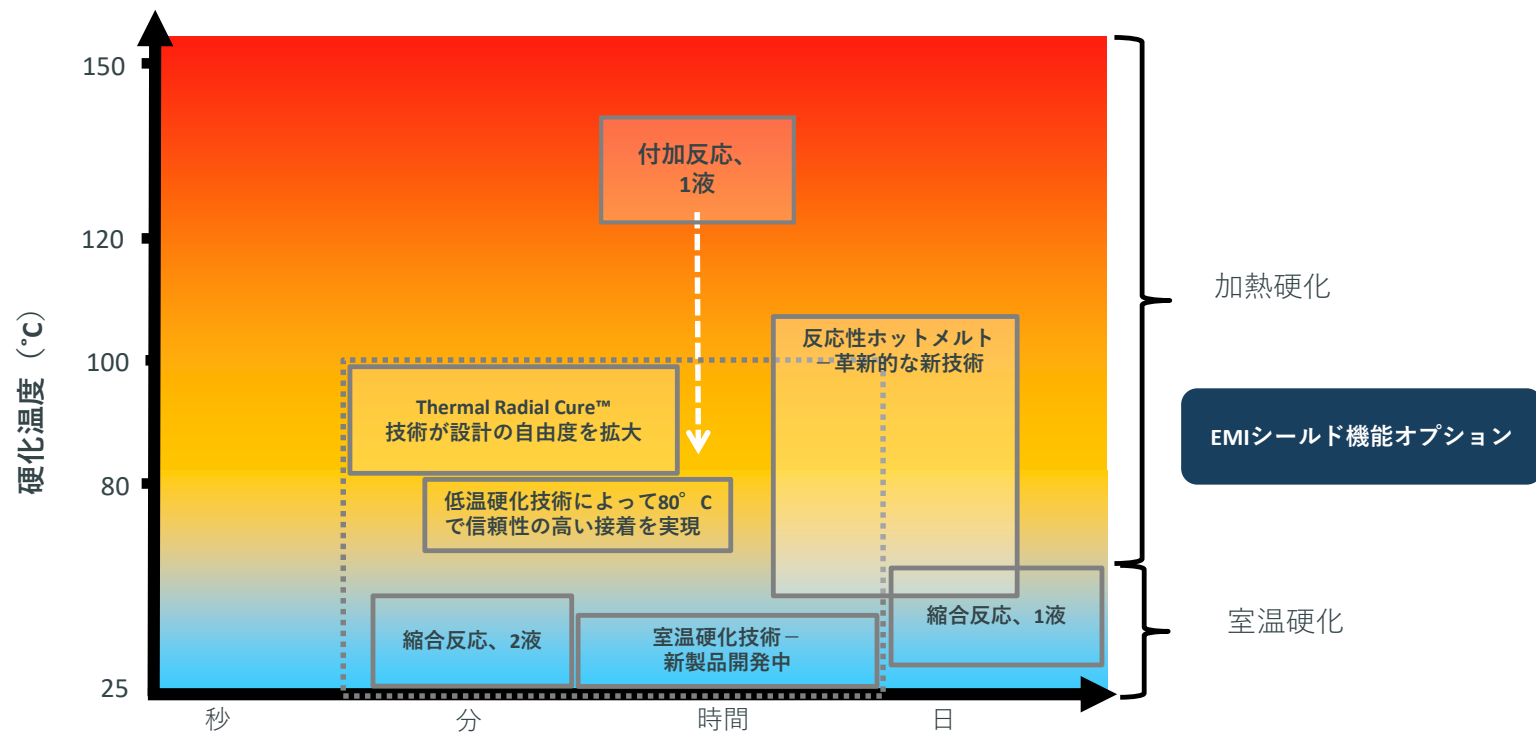 硬化温度（℃）
150
120
100
80
25
付加反応、
1液
反応性ホットメルト
－革新的な新技術
Thermal Radial Cure™
技術が設計の自由度を拡大
低温硬化技術によって80°C
で信頼性の高い接着を実現
縮合反応、2液
室温硬化技術－
新製品開発中
縮合反応、1液
秒
分
時間
日
加熱硬化
EMIシールド機能オプション
室温硬化